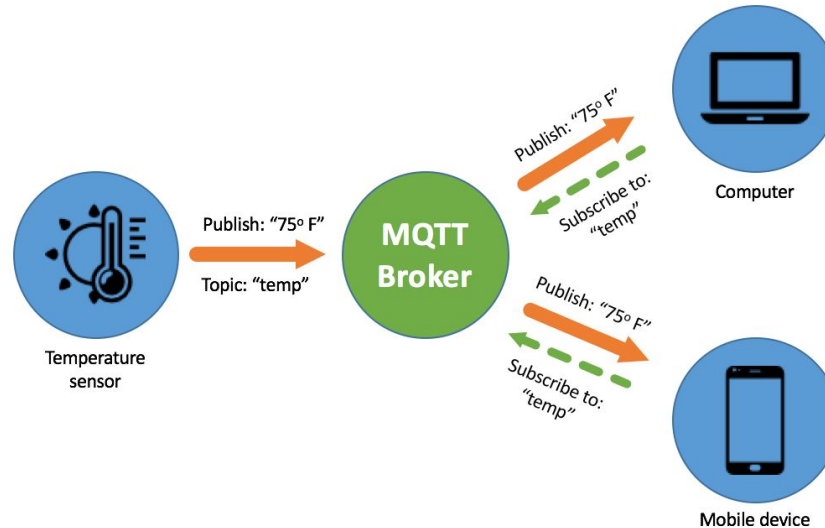 Publish: “75º F”
Topic: “temp”
Temperature
sensor
MQTT
Broker
Publish: “75º F”
Subscribe to:
“temp”
Computer
Publish: “75º F”
Subscribe to:
“temp”
Mobile device